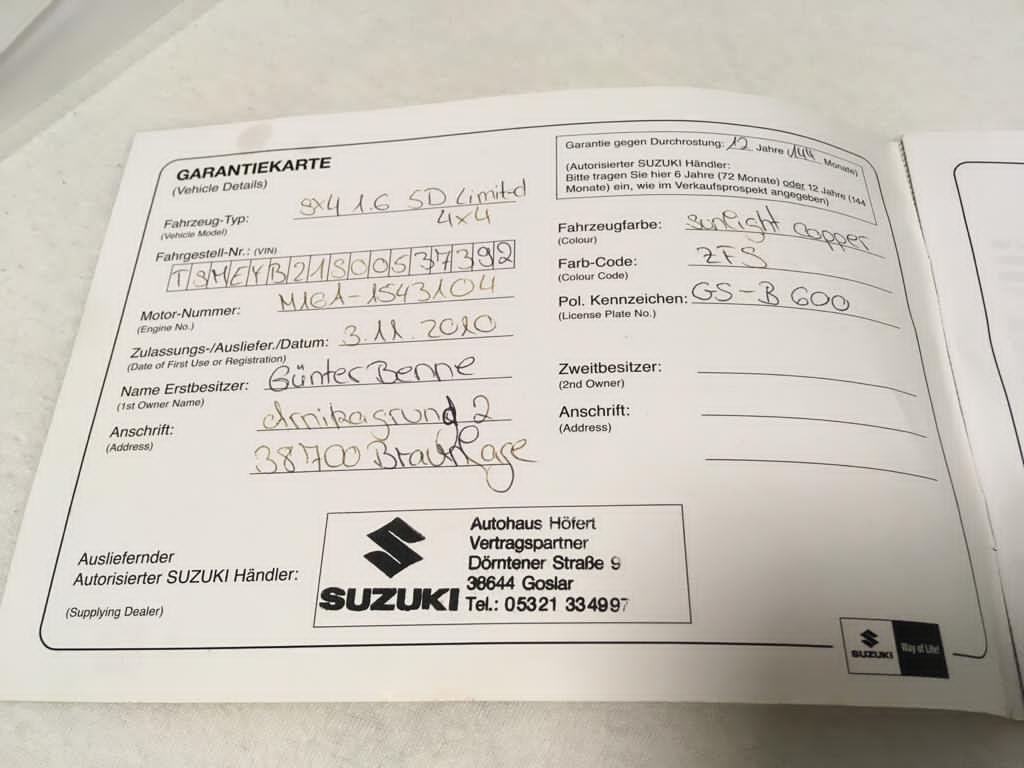 GARANTIEKARTE
(Vehicle Details)
Fahrzeug-Typ: SX4 1.6 5D Limited
(Vehicle Model) 4x4
Fahrgestell-Nr.: (VIN)
TSMEYB21S00537392
Motor-Nummer: M16A-1543104
(Engine No.)
Zulassungs-/Ausliefer./Datum: 3.11.2010
(Date of First Use or Registration)
Name Erstbesitzer: Günter Benne
(1st Owner Name)
Anschrift: Arnikagrund 2
(Address)
38700 Braunlage
Garantie gegen Durchrostung: 12 Jahre (144 Monate)
(Autorisierter SUZUKI Händler:
Bitte tragen Sie hier 6 Jahre (72 Monate) oder 12 Jahre (144
Monate) ein, wie im Verkaufsprospekt angegeben)
Fahrzeugfarbe: sunlight copper
(Colour)
Farb-Code: ZFS
(Colour Code)
Pol. Kennzeichen: GS-B 600
(License Plate No.)
Zweitbesitzer:
(2nd Owner)
Anschrift:
(Address)
Ausliefernder
Autorisierter SUZUKI Händler:
(Supplying Dealer)
SUZUKI
Autohaus Höfert
Vertragspartner
Dörntener Straße 9
38644 Goslar
Tel.: 05321 334997
SUZUKI
Way of Life!